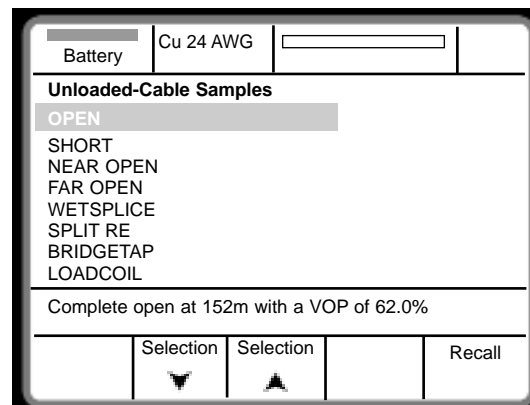 Battery
Cu 24 AWG
Unloaded-Cable Samples
OPEN
SHORT
NEAR OPEN
FAR OPEN
WETSPLICE
SPLIT RE
BRIDGETAP
LOADCOIL
Complete open at 152m with a VOP of 62.0%
Selection
Selection
Recall